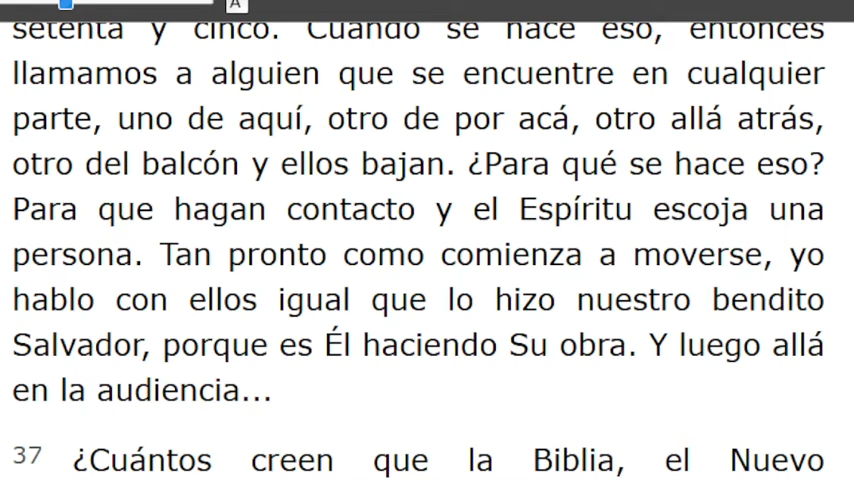 A
setenta y cinco. Cuando se hace eso, entonces
llamamos a alguien que se encuentre en cualquier
parte, uno de aquí, otro de por acá, otro allá atrás,
otro del balcón y ellos bajan. ¿Para qué se hace eso?
Para que hagan contacto y el Espíritu escoja una
persona. Tan pronto como comienza a moverse, yo
hablo con ellos igual que lo hizo nuestro bendito
Salvador, porque es Él haciendo Su obra. Y luego allá
en la audiencia...
37 ¿Cuántos creen que la Biblia, el Nuevo